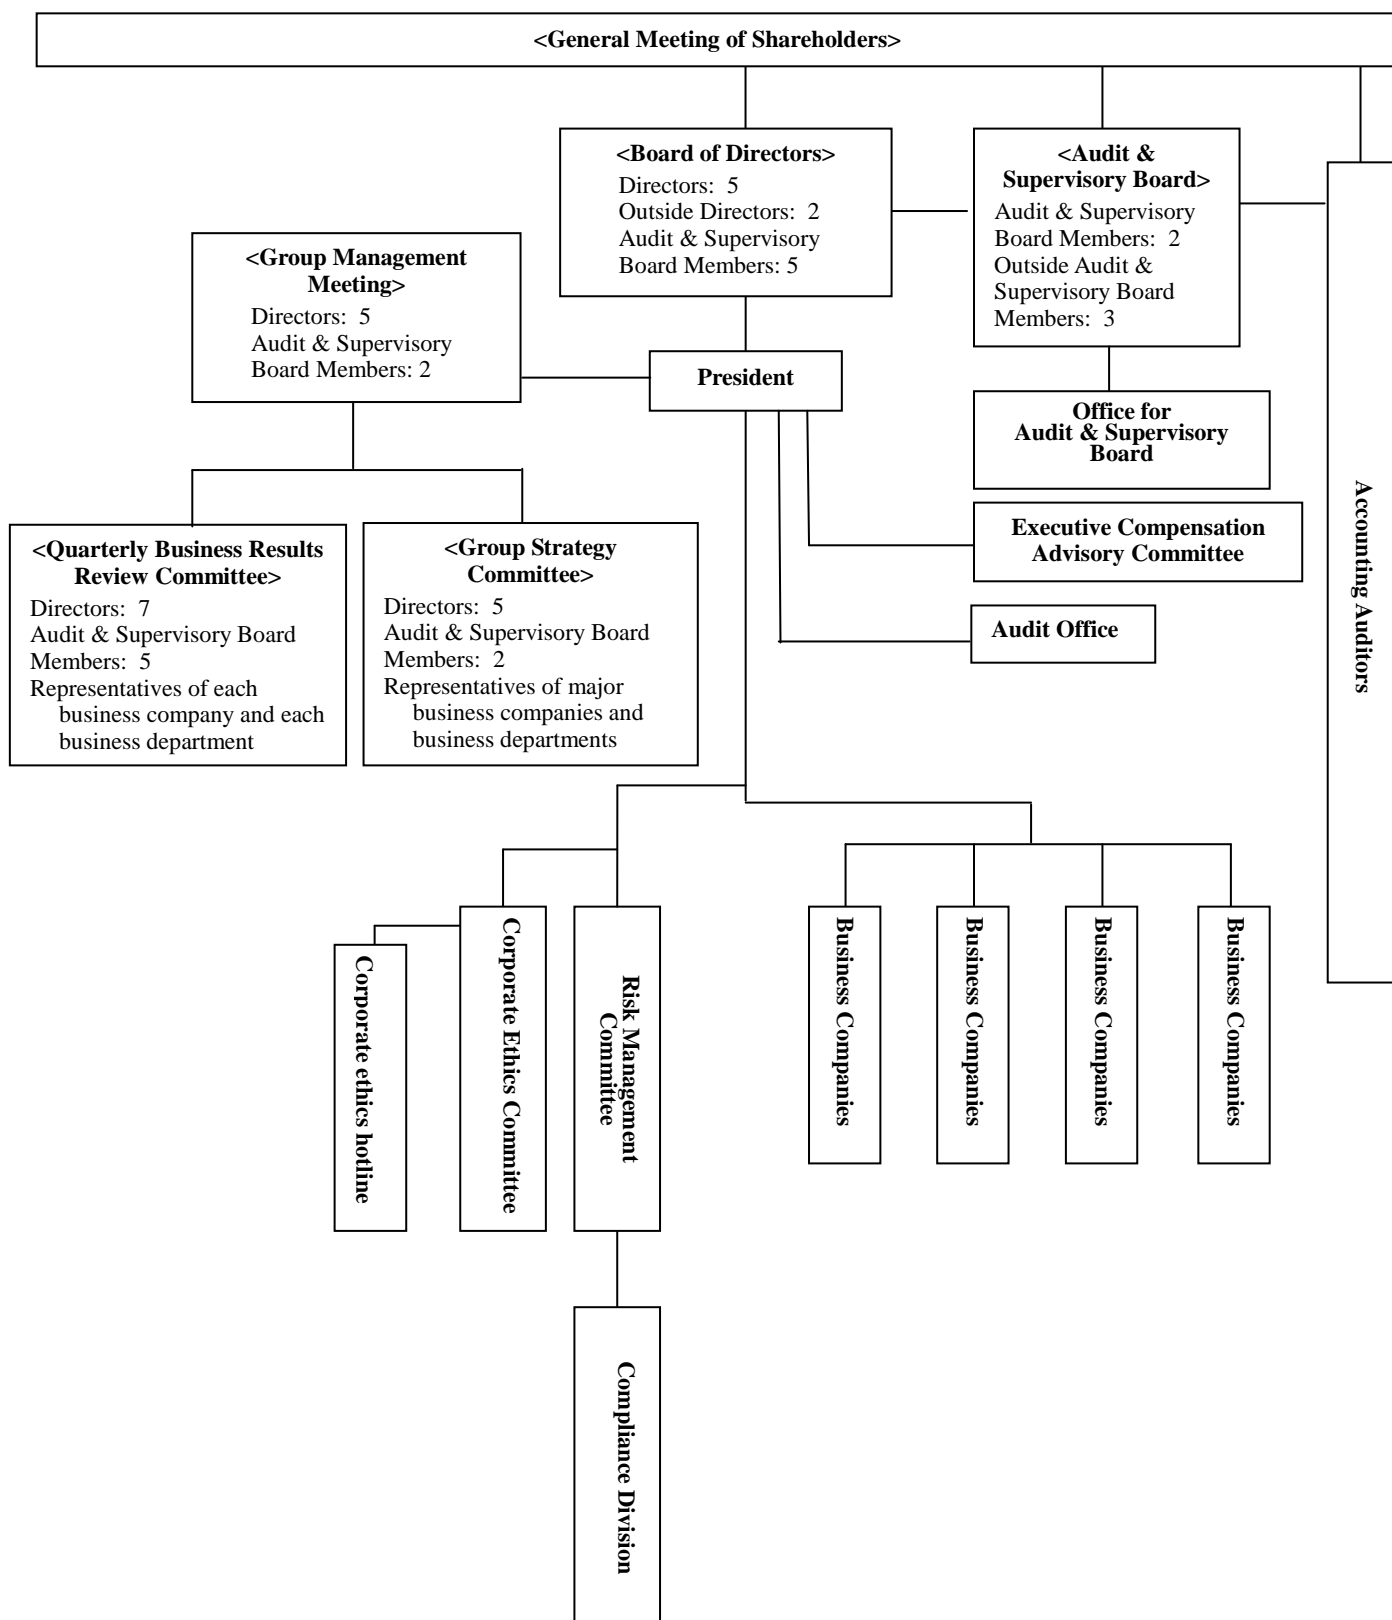 <General Meeting of Shareholders>
<Board of Directors>
Directors: 5
Outside Directors: 2
Audit & Supervisory
Board Members: 5
<Audit &
Supervisory Board>
Audit & Supervisory
Board Members: 2
Outside Audit &
Supervisory Board
Members: 3
<Group Management
Meeting>
Directors: 5
Audit & Supervisory
Board Members: 2
President
Office for
Audit & Supervisory
Board
Executive Compensation
Advisory Committee
Audit Office
Accounting Auditors
<Quarterly Business Results
Review Committee>
Directors: 7
Audit & Supervisory Board
Members: 5
Representatives of each
business company and each
business department
<Group Strategy
Committee>
Directors: 5
Audit & Supervisory Board
Members: 2
Representatives of major
business companies and
business departments
Corporate ethics hotline
Corporate Ethics Committee
Risk Management
Committee
Business Companies
Business Companies
Business Companies
Business Companies
Compliance Division